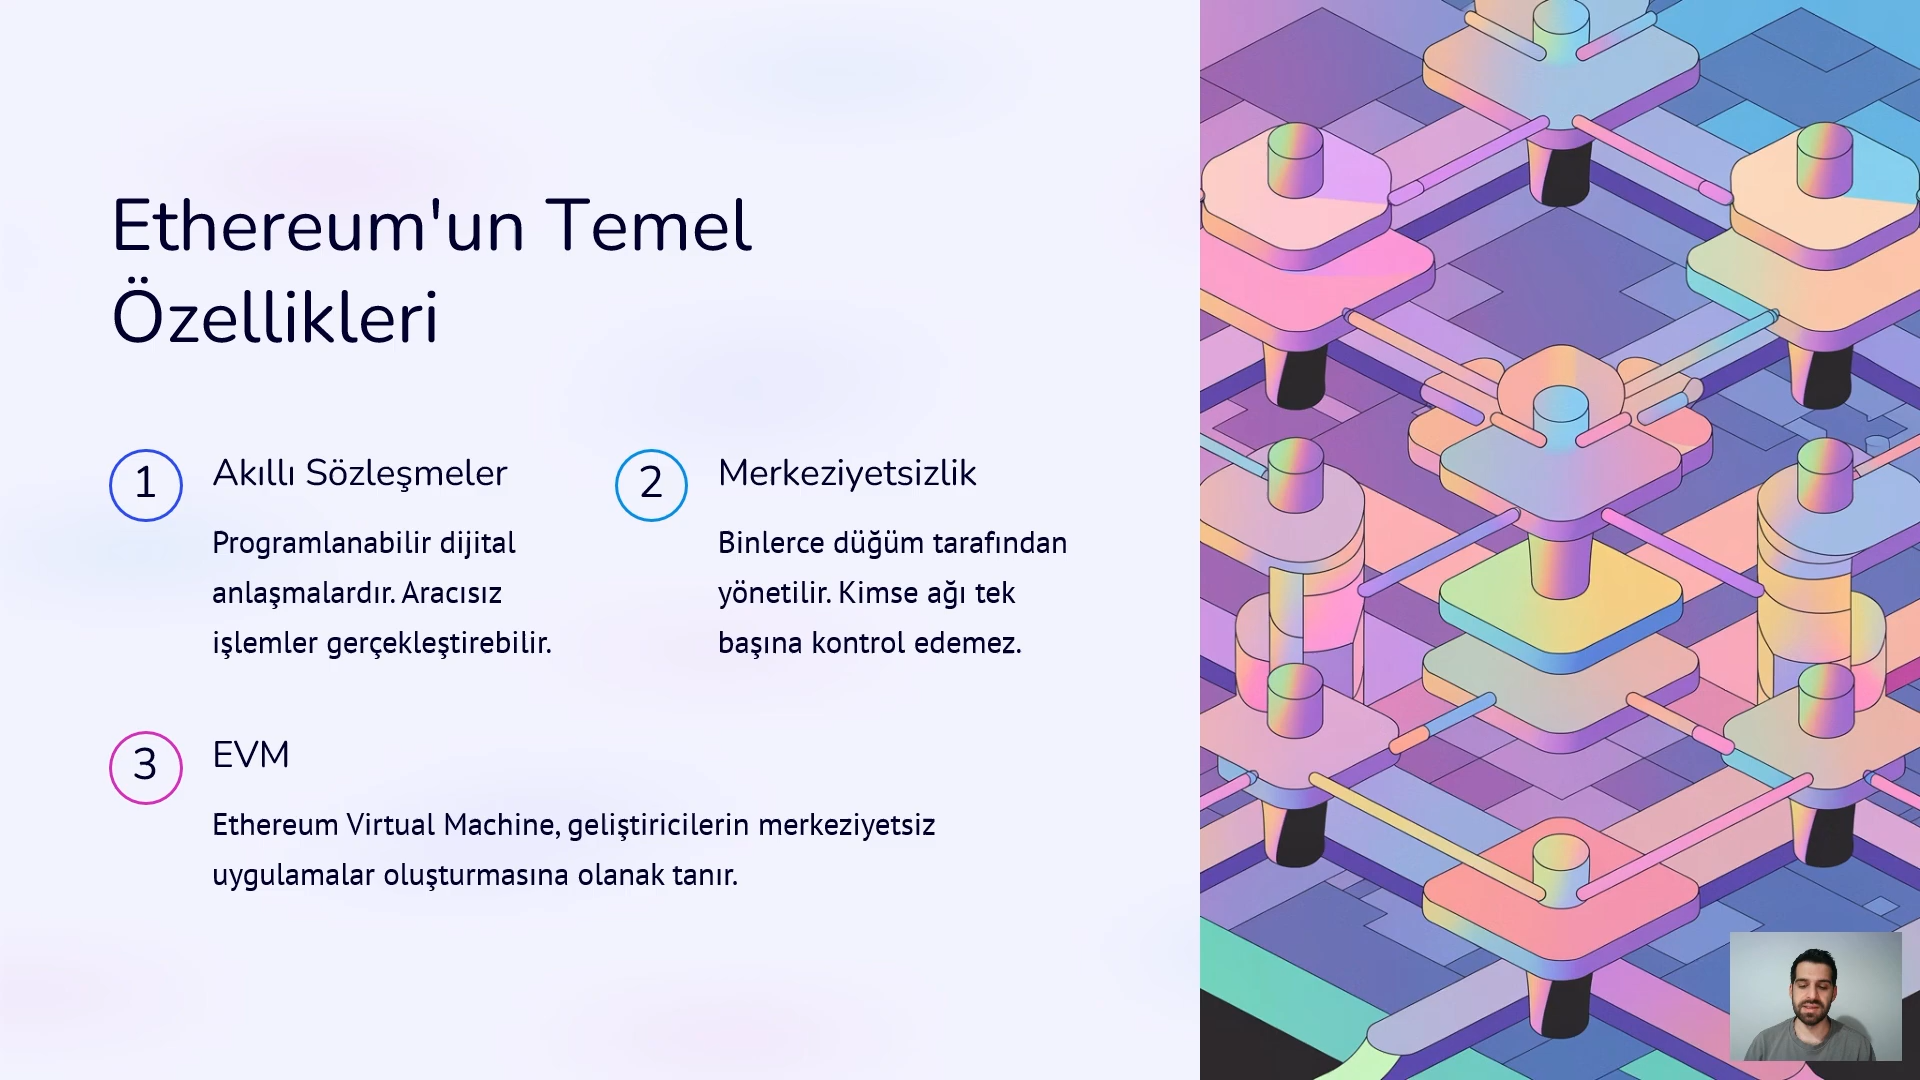 Ethereum'un Temel
Özellikleri
1
Akıllı Sözleşmeler
Programlanabilir dijital
anlaşmalardır. Aracısız
işlemler gerçekleştirebilir.
2
Merkeziyetsizlik
Binlerce düğüm tarafından
yönetilir. Kimse ağı tek
başına kontrol edemez.
3
EVM
Ethereum Virtual Machine, geliştiricilerin merkeziyetsiz
uygulamalar oluşturmasına olanak tanır.